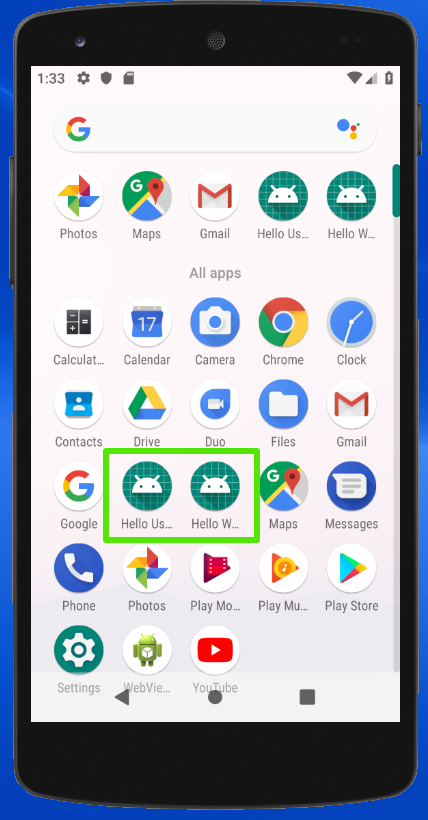 1:33
Photos Maps Gmail Hello Us... Hello W...
All apps
Calculat... Calendar Camera Chrome Clock
17
Contacts Drive Duo Files Gmail
Google Hello Us... Hello W... Maps Messages
Phone Photos Play Mo... Play Mu... Play Store
Settings WebVie... YouTube